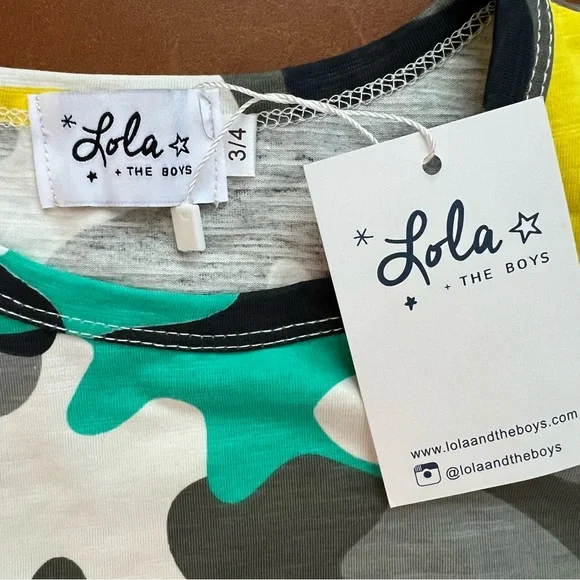 Lola
+ THE BOYS
3/4
Lola
+ THE BOYS
www.lolaandtheboys.com
@lolaandtheboys